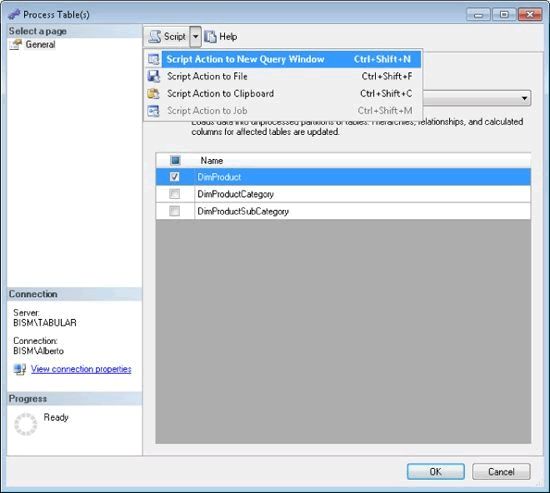 Process Table(s)
Select a page
General
Script
Help
Script Action to New Query Window Ctrl+Shift+N
Script Action to File Ctrl+Shift+F
Script Action to Clipboard Ctrl+Shift+C
Script Action to Job Ctrl+Shift+M
Loads data into unprocessed partitions of tables. Hierarchies, relationships, and calculated
columns for affected tables are updated.
Name
DimProduct
DimProductCategory
DimProductSubCategory
Connection
Server:
BISM\TABULAR
Connection:
BISM\Alberto
View connection properties
Progress
Ready
OK
Cancel